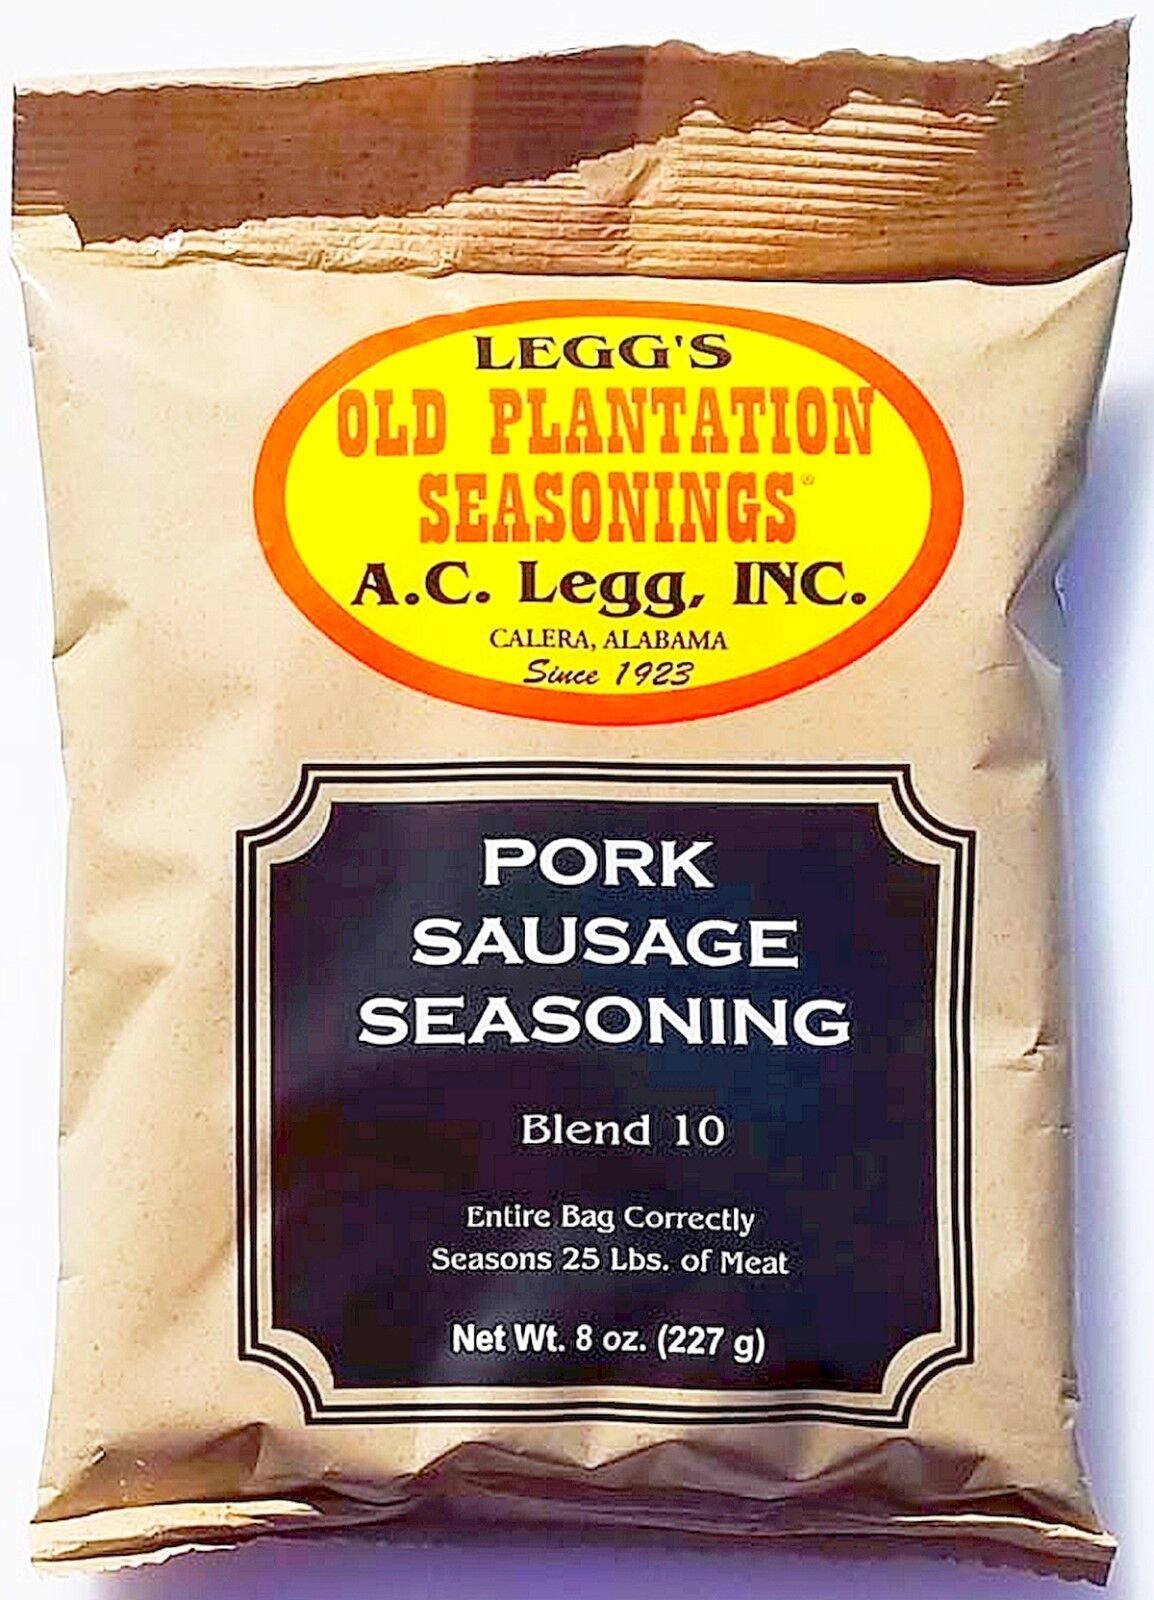 LEGG'S
OLD PLANTATION
SEASONINGS®
A.C. Legg, INC.
CALERA, ALABAMA
Since 1923
PORK
SAUSAGE
SEASONING
Blend 10
Entire Bag Correctly
Seasons 25 Lbs. of Meat
Net Wt. 8 oz. (227 g)